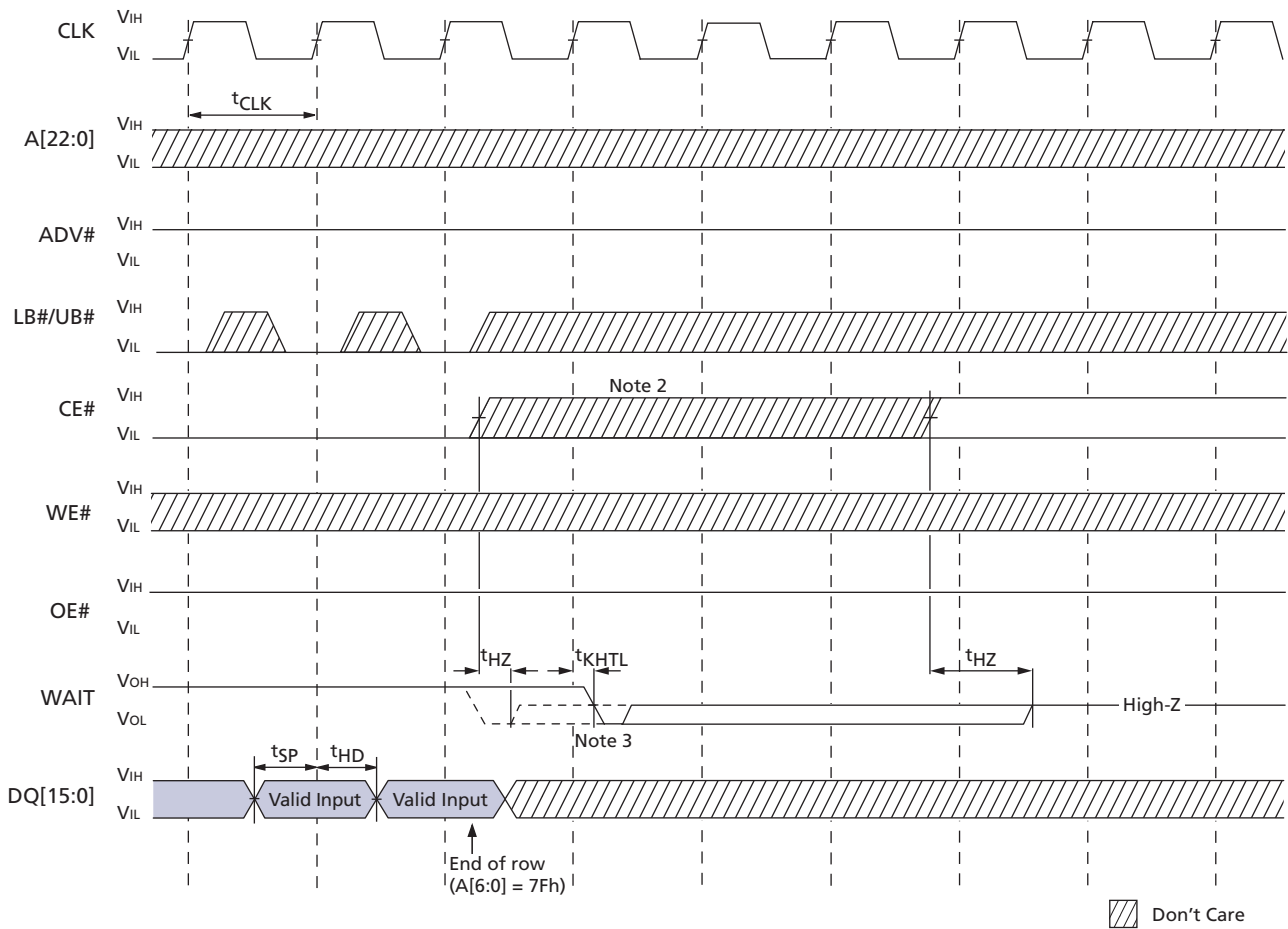 CLK VIH
VIL
tCLK
A[22:0] VIH
VIL
ADV# VIH
VIL
LB#/UB# VIH
VIL
CE# VIH
VIL
Note 2
WE# VIH
VIL
OE# VIH
VIL
tHZ tKHTL tHZ
WAIT VOH
VOL
High-Z
Note 3
tSP tHD
DQ[15:0] VIH
VIL
Valid Input Valid Input
End of row
(A[6:0] = 7Fh)
Don't Care